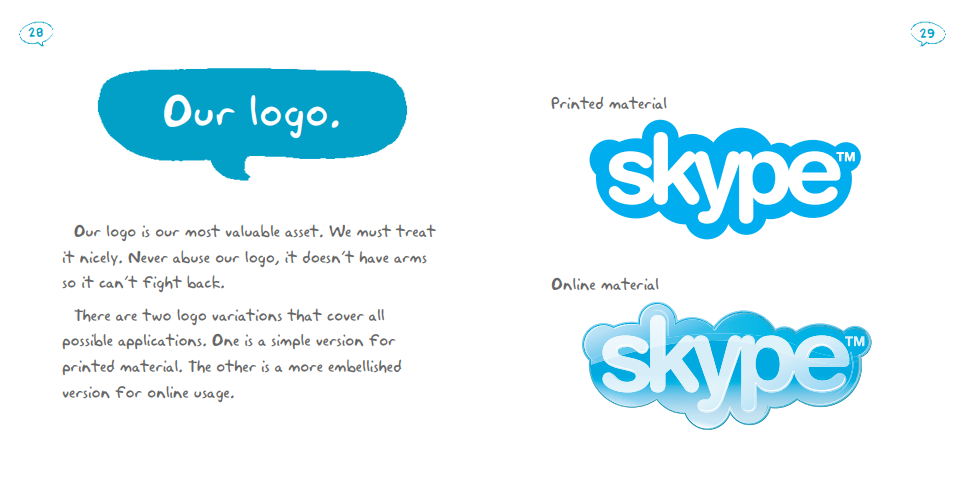 28
Our logo.
Our logo is our most valuable asset. We must treat
it nicely. Never abuse our logo, it doesn't have arms
so it can't fight back.
There are two logo variations that cover all
possible applications. One is a simple version for
printed material. The other is a more embellished
version for online usage.
29
Printed material
skype™
Online material
skype™